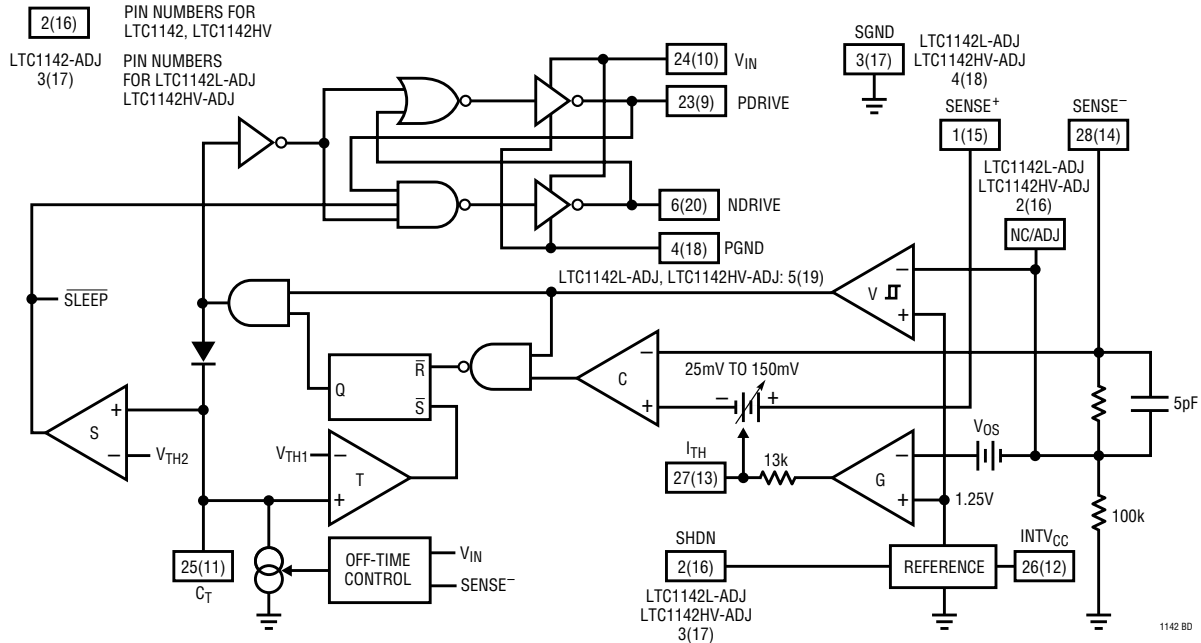 2(16)
PIN NUMBERS FOR
LTC1142, LTC1142HV
LTC1142-ADJ
3(17)
PIN NUMBERS
FOR LTC1142L-ADJ
LTC1142HV-ADJ
24(10)
VIN
23(9)
PDRIVE
6(20)
NDRIVE
4(18)
PGND
LTC1142L-ADJ, LTC1142HV-ADJ: 5(19)
SGND
3(17)
LTC1142L-ADJ
LTC1142HV-ADJ
4(18)
SENSE+
1(15)
SENSE−
28(14)
LTC1142L-ADJ
LTC1142HV-ADJ
2(16)
NC/ADJ
SLEEP
V
−
+
R
Q
S
C
−
+
25mV TO 150mV
−
+
5pF
S
+
−
VTH2
VTH1
−
T
+
ITH
27(13)
13k
G
−
+
VOS
1.25V
100k
25(11)
CT
OFF-TIME
CONTROL
VIN
SENSE−
SHDN
2(16)
LTC1142L-ADJ
LTC1142HV-ADJ
3(17)
REFERENCE
INTVCC
26(12)
1142 BD